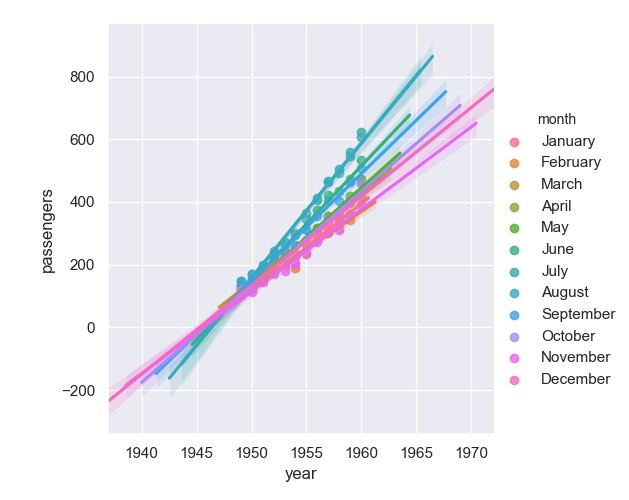 800
600
400
200
0
−200
1940
1945
1950
1955
1960
1965
1970
passengers
year
month
January
February
March
April
May
June
July
August
September
October
November
December